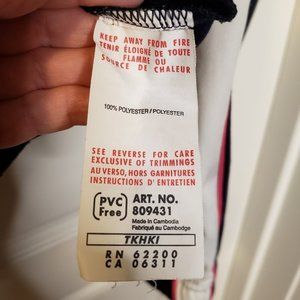 KEEP AWAY FROM FIRE
TENIR ÉLOIGNÉ DE TOUTE
FLAMME OU
SOURCE DE CHALEUR
100% POLYESTER / POLYESTER
SEE REVERSE FOR CARE
EXCLUSIVE OF TRIMMINGS
AU VERSO, HORS GARNITURES
INSTRUCTIONS D'ENTRETIEN
PVC Free
ART. NO.
809431
Made in Cambodia
Fabriqué au Cambodge
TKHKI
RN 62200
CA 06311